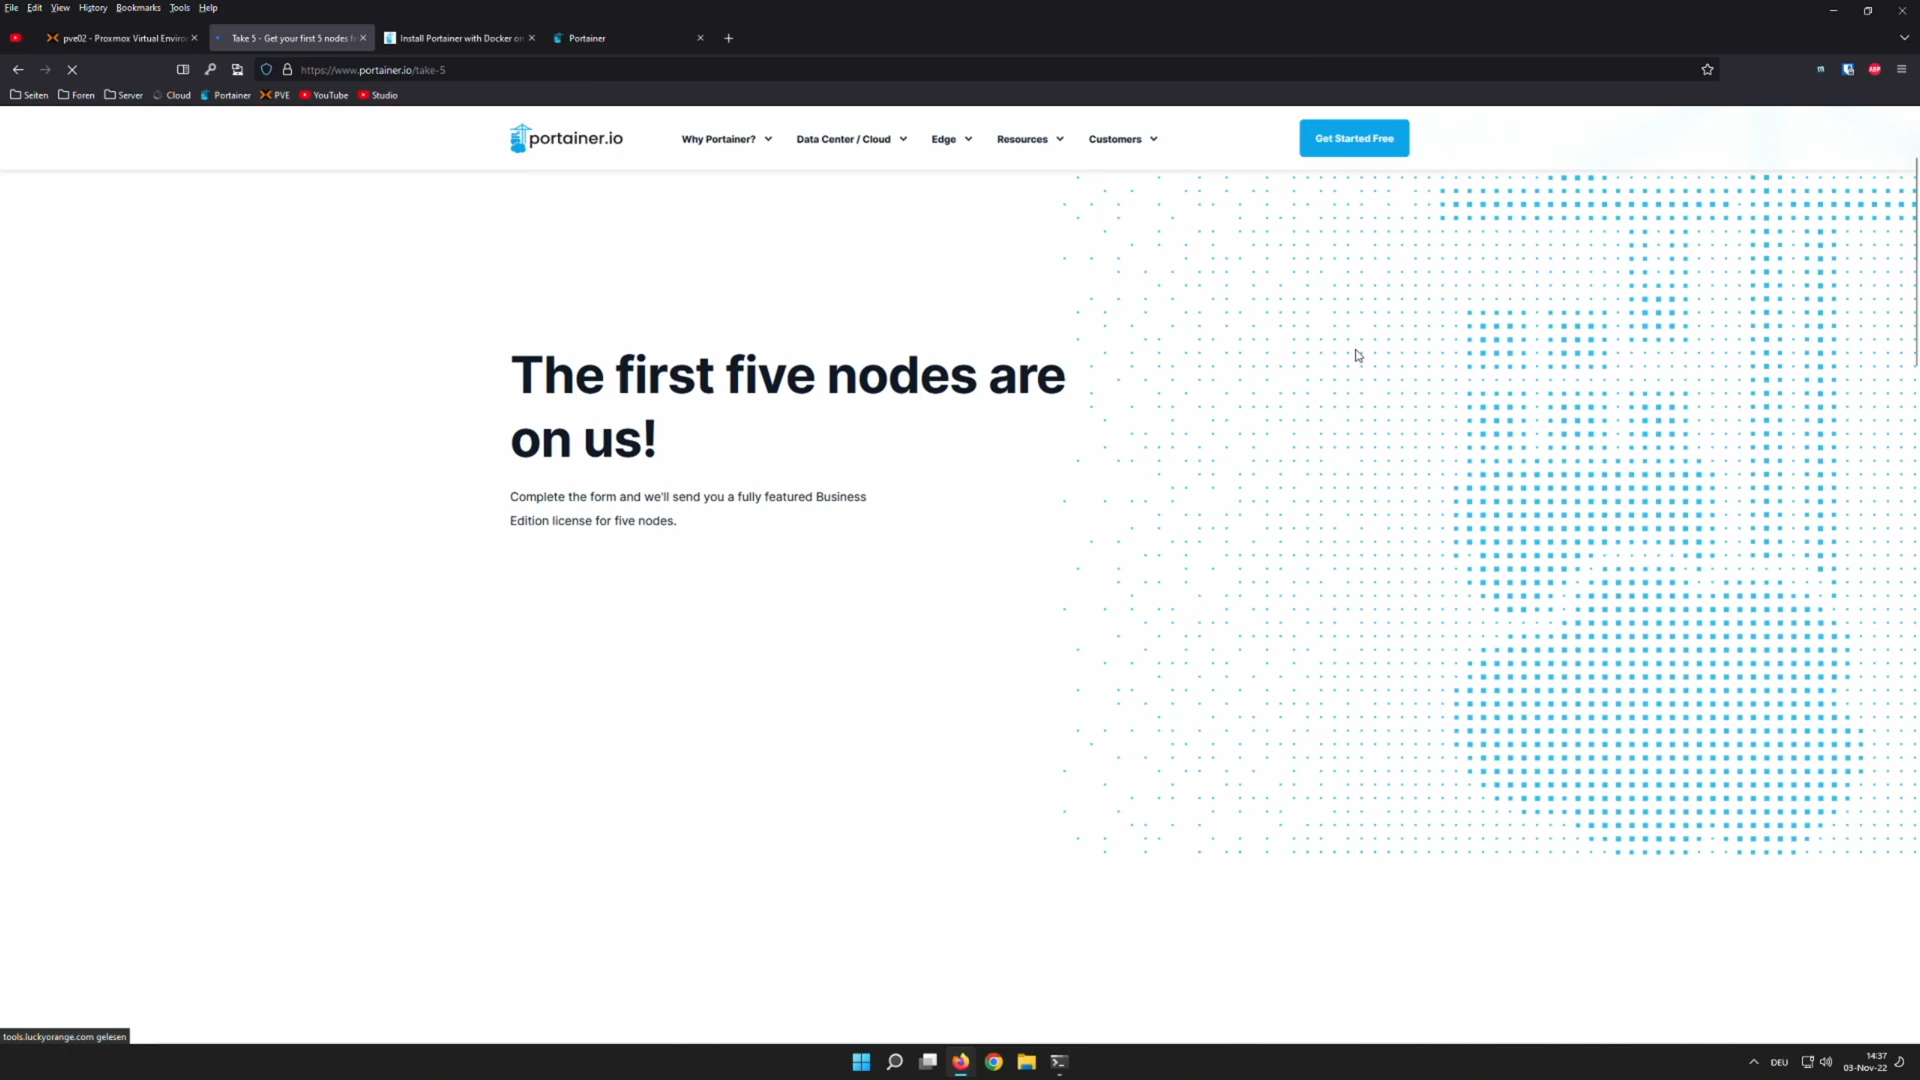 File Edit View History Bookmarks Tools Help
pve02 - Proxmox Virtual Enviro
Take 5 - Get your first 5 nodes f
Install Portainer with Docker on
Portainer
https://www.portainer.io/take-5
ABP
Seiten Foren Server Cloud Portainer PVE YouTube Studio
portainer.io
Why Portainer? Data Center / Cloud Edge Resources Customers
Get Started Free
The first five nodes are
on us!
Complete the form and we'll send you a fully featured Business
Edition license for five nodes.
tools.luckyorange.com gelesen
DEU
14:37
03-Nov-22